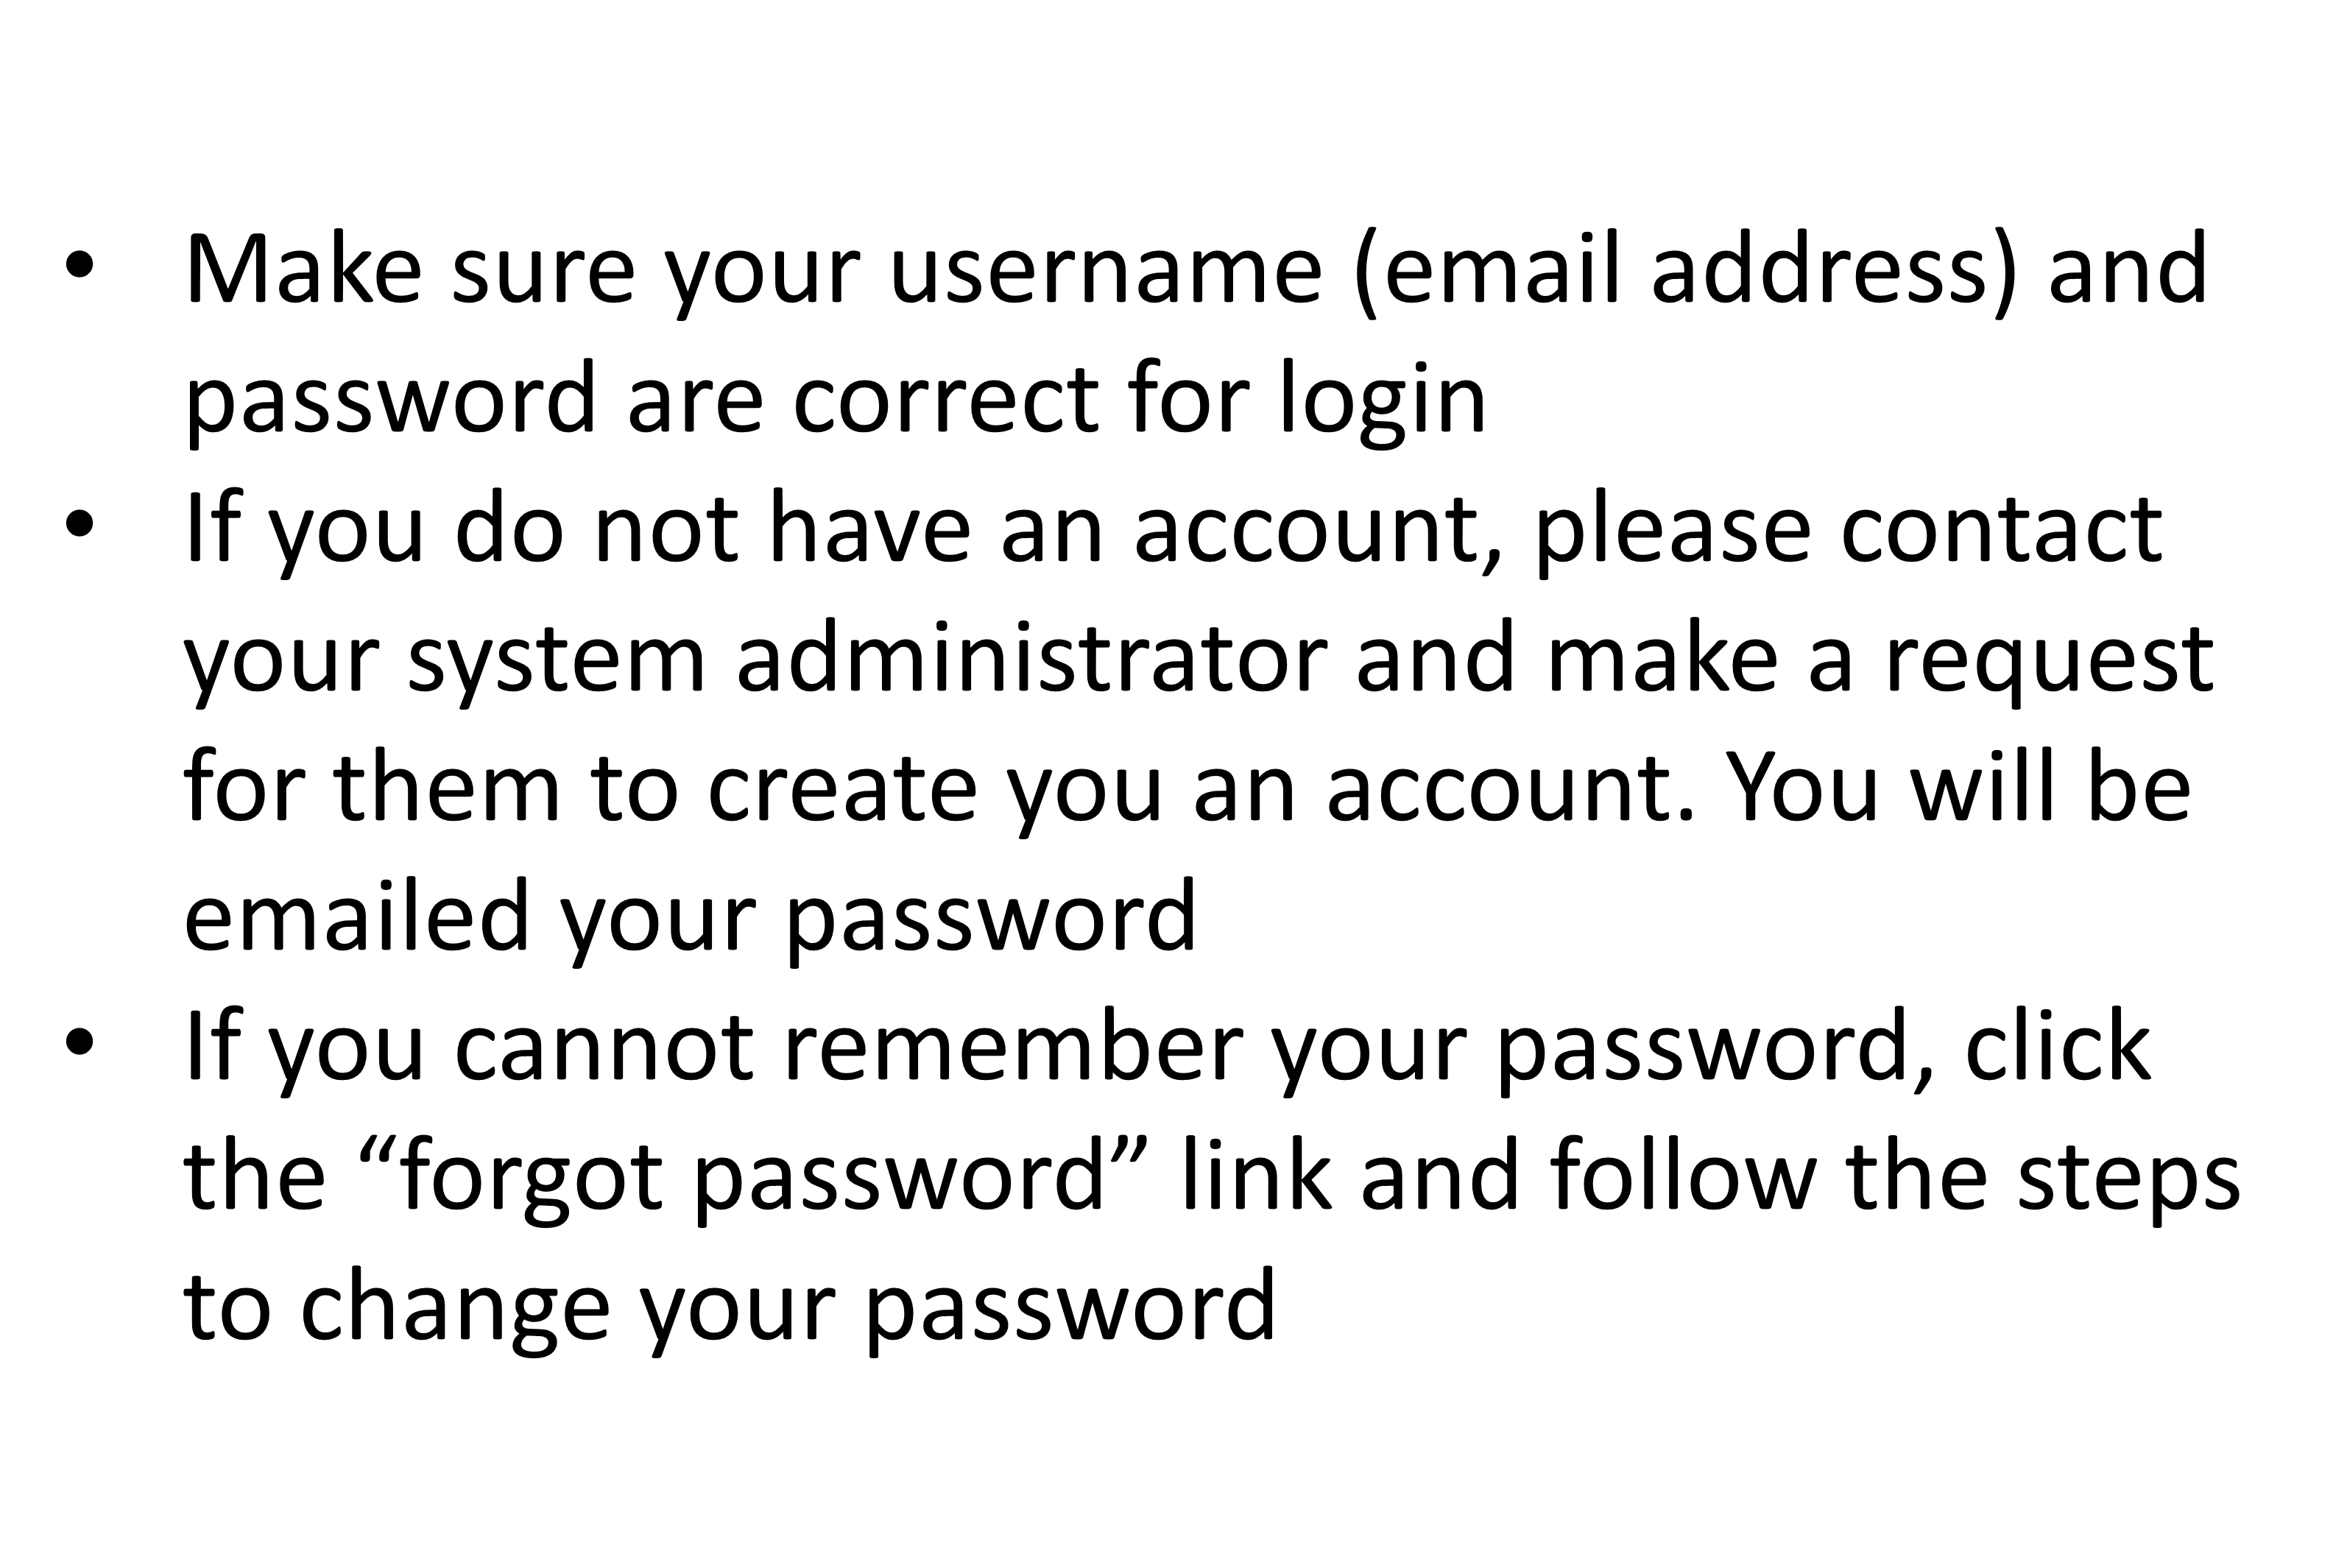 • Make sure your username (email address) and
password are correct for login
• If you do not have an account, please contact
your system administrator and make a request
for them to create you an account. You will be
emailed your password
• If you cannot remember your password, click
the “forgot password” link and follow the steps
to change your password